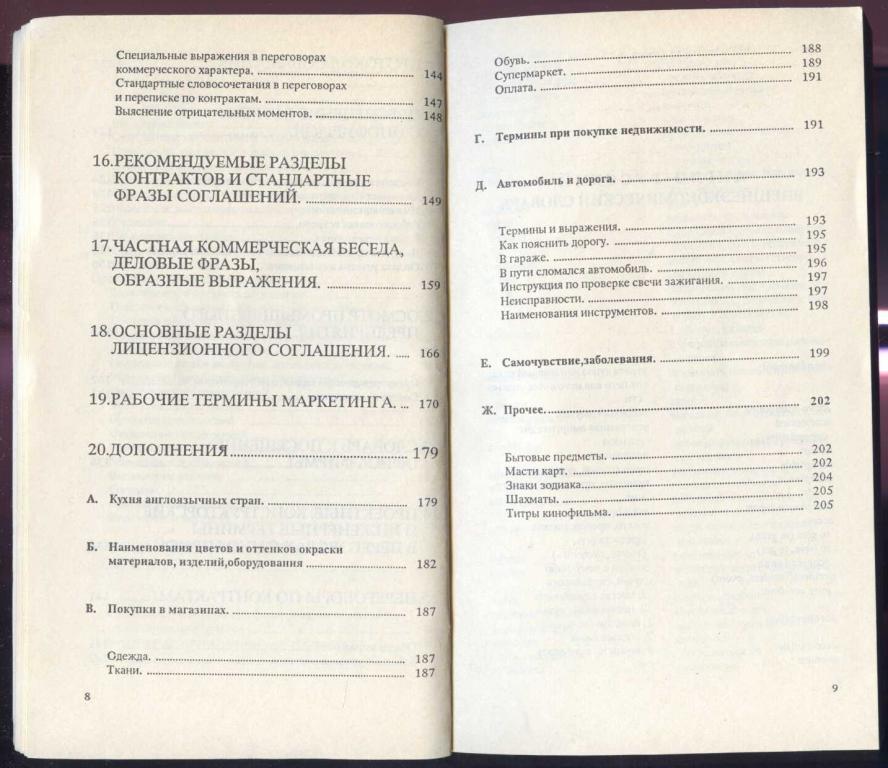 Специальные выражения в переговорах
коммерческого характера. 144
Стандартные словосочетания в переговорах
и переписке по контрактам. 147
Выяснение отрицательных моментов. 148
16.РЕКОМЕНДУЕМЫЕ РАЗДЕЛЫ
КОНТРАКТОВ И СТАНДАРТНЫЕ
ФРАЗЫ СОГЛАШЕНИЙ. 149
17.ЧАСТНАЯ КОММЕРЧЕСКАЯ БЕСЕДА,
ДЕЛОВЫЕ ФРАЗЫ,
ОБРАЗНЫЕ ВЫРАЖЕНИЯ. 159
18.ОСНОВНЫЕ РАЗДЕЛЫ
ЛИЦЕНЗИОННОГО СОГЛАШЕНИЯ. 166
19.РАБОЧИЕ ТЕРМИНЫ МАРКЕТИНГА. 170
20.ДОПОЛНЕНИЯ 179
А. Кухня англоязычных стран. 179
Б. Наименования цветов и оттенков окраски
материалов, изделий,оборудования 182
В. Покупки в магазинах. 187
Одежда. 187
Ткани. 187
8
Обувь. 188
Супермаркет. 189
Оплата. 191
Г. Термины при покупке недвижимости. 191
Д. Автомобиль и дорога. 193
Термины и выражения. 193
Как пояснить дорогу. 195
В гараже. 195
В пути сломался автомобиль. 196
Инструкция по проверке свечи зажигания. 197
Неисправности. 197
Наименования инструментов. 198
Е. Самочувствие,заболевания. 199
Ж. Прочее. 202
Бытовые предметы. 202
Масти карт. 202
Знаки зодиака. 204
Шахматы. 205
Титры кинофильма. 205
9